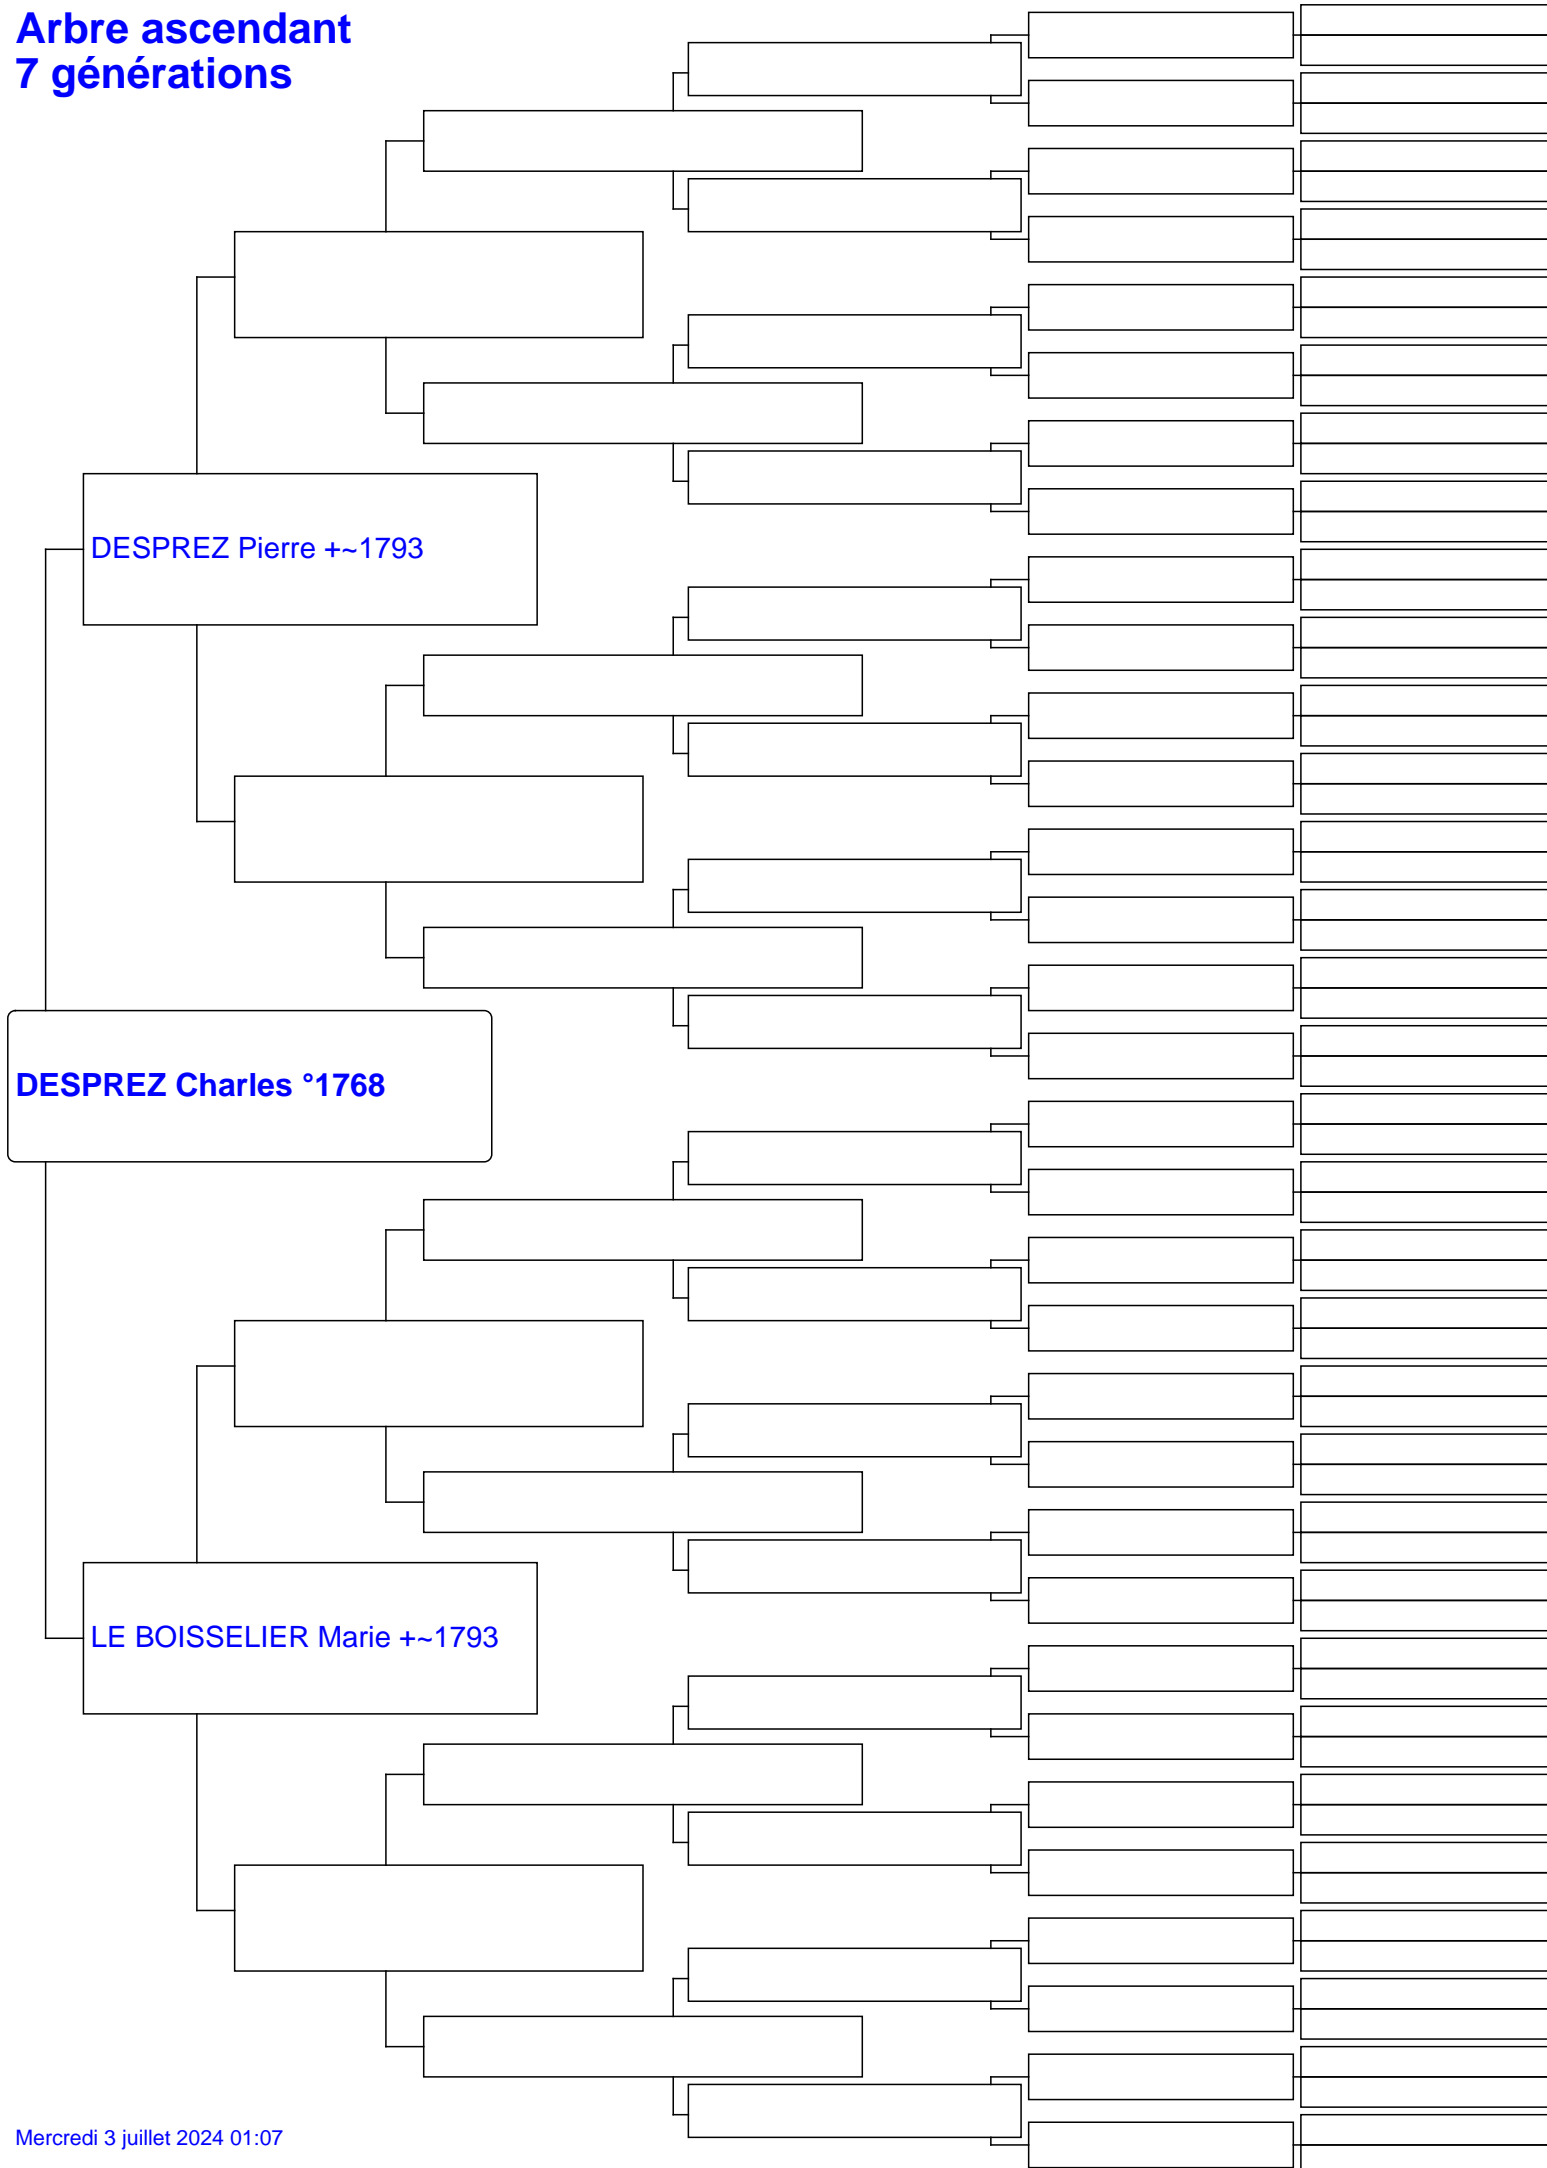 Arbre ascendant
7 générations
DESPREZ Pierre +~1793
DESPREZ Charles °1768
LE BOISSELIER Marie +~1793
Mercredi 3 juillet 2024 01:07